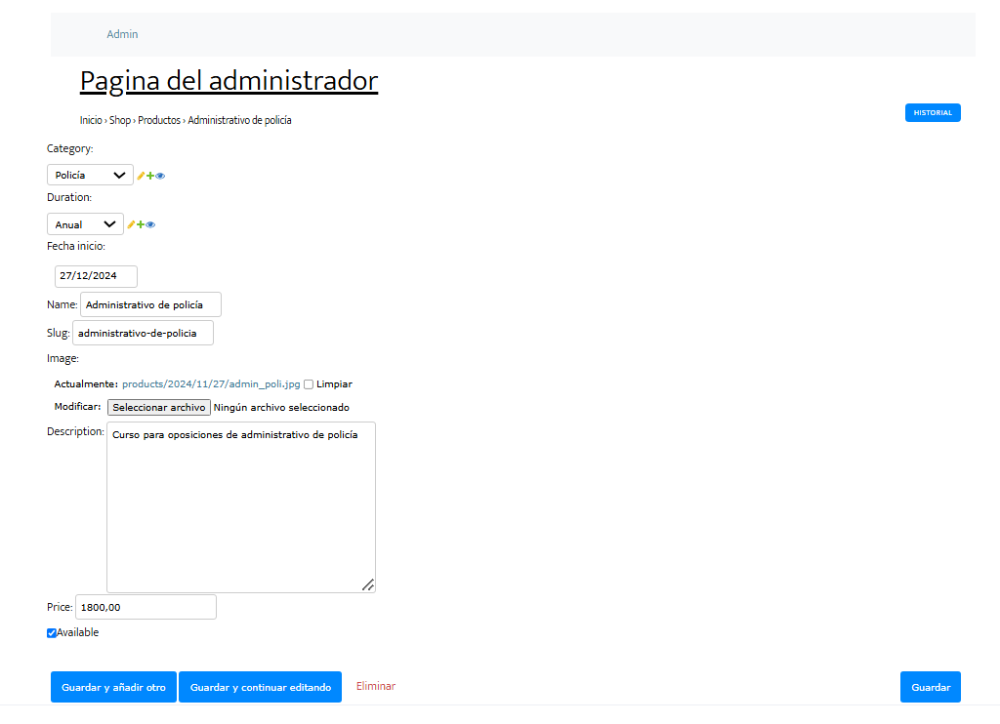 Admin
Pagina del administrador
Inicio › Shop › Productos › Administrativo de policía
HISTORIAL
Category:
Policía
Duration:
Anual
Fecha inicio:
27/12/2024
Name: Administrativo de policía
Slug: administrativo-de-policia
Image:
Actualmente: products/2024/11/27/admin_poli.jpg Limpiar
Modificar: Seleccionar archivo Ningún archivo seleccionado
Description: Curso para oposiciones de administrativo de policía
Price: 1800,00
Available
Guardar y añadir otro Guardar y continuar editando Eliminar Guardar